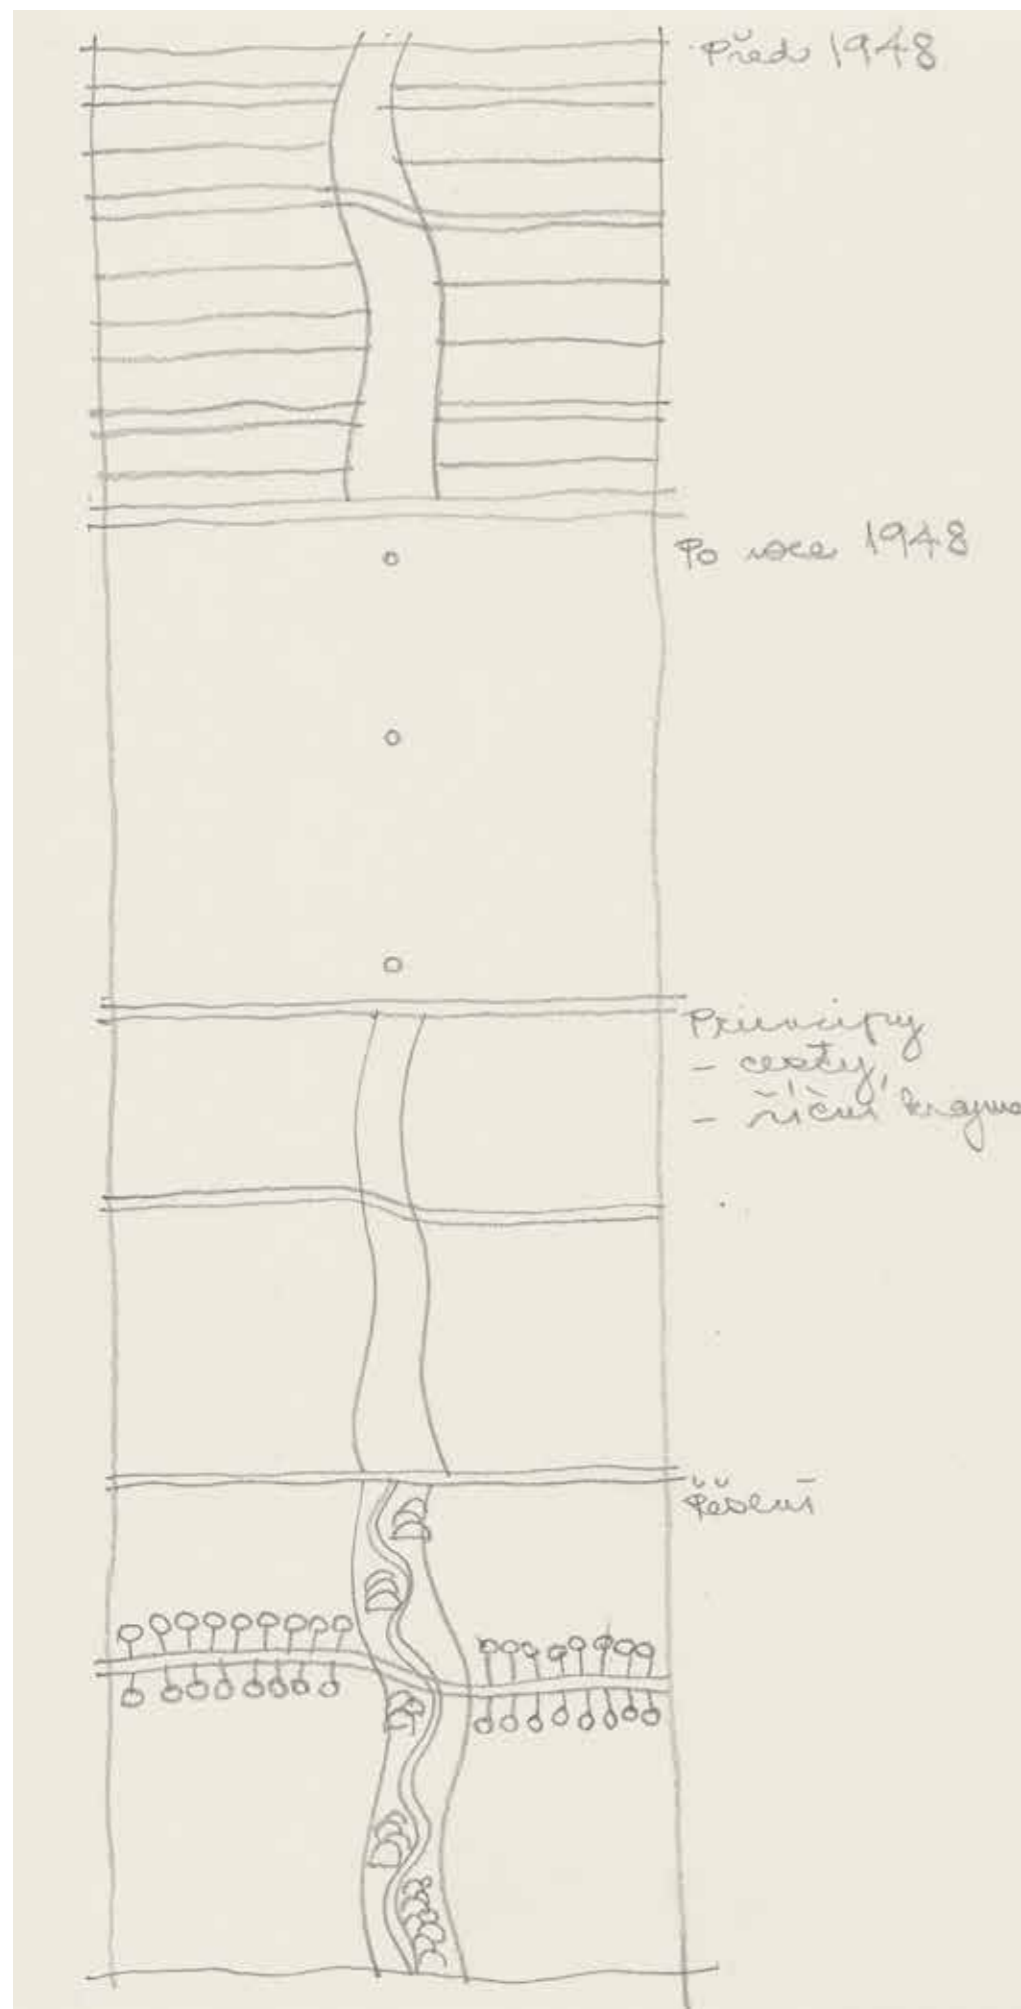 Před 1948
Po roce 1948
Principy
- cesty
- říční krajina
Řešení